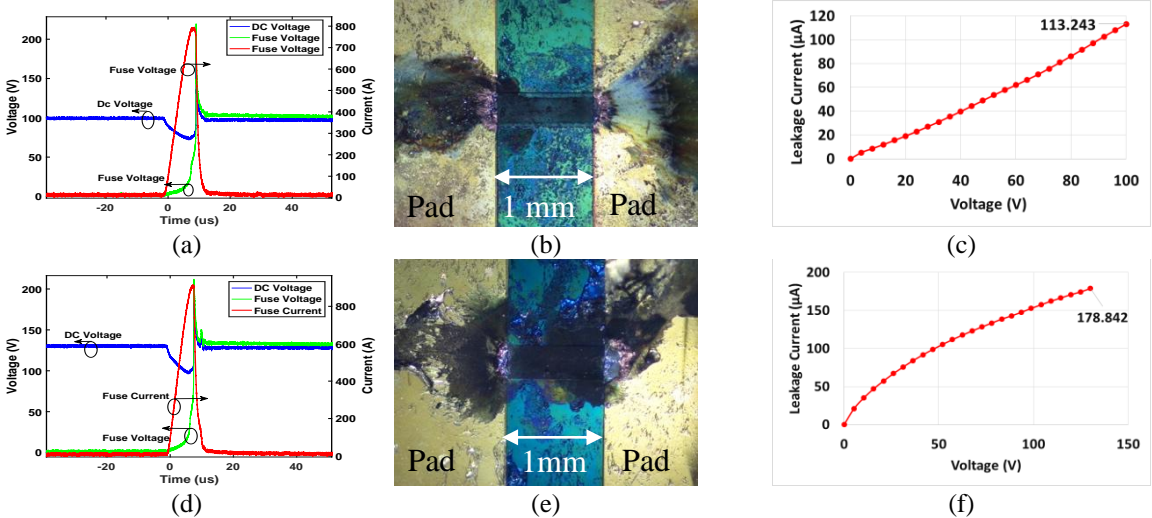 200
150
100
50
0
Voltage (V)
800
700
600
500
400
300
200
100
0
Current (A)
DC Voltage
Fuse Voltage
Fuse Voltage
Fuse Voltage
Dc Voltage
Fuse Voltage
-20 0 20 40
Time (us)
(a)
Pad
1 mm
Pad
(b)
120
100
80
60
40
20
0
Leakage Current (µA)
113.243
0 20 40 60 80 100
Voltage (V)
(c)
200
150
100
50
0
Voltage (V)
800
600
400
200
0
Current (A)
DC Voltage
Fuse Voltage
Fuse Current
DC Voltage
Fuse Current
Fuse Voltage
-20 0 20 40
Time (us)
(d)
Pad
1mm
Pad
(e)
200
150
100
50
0
Leakage Current (µA)
178.842
0 50 100 150
Voltage (V)
(f)